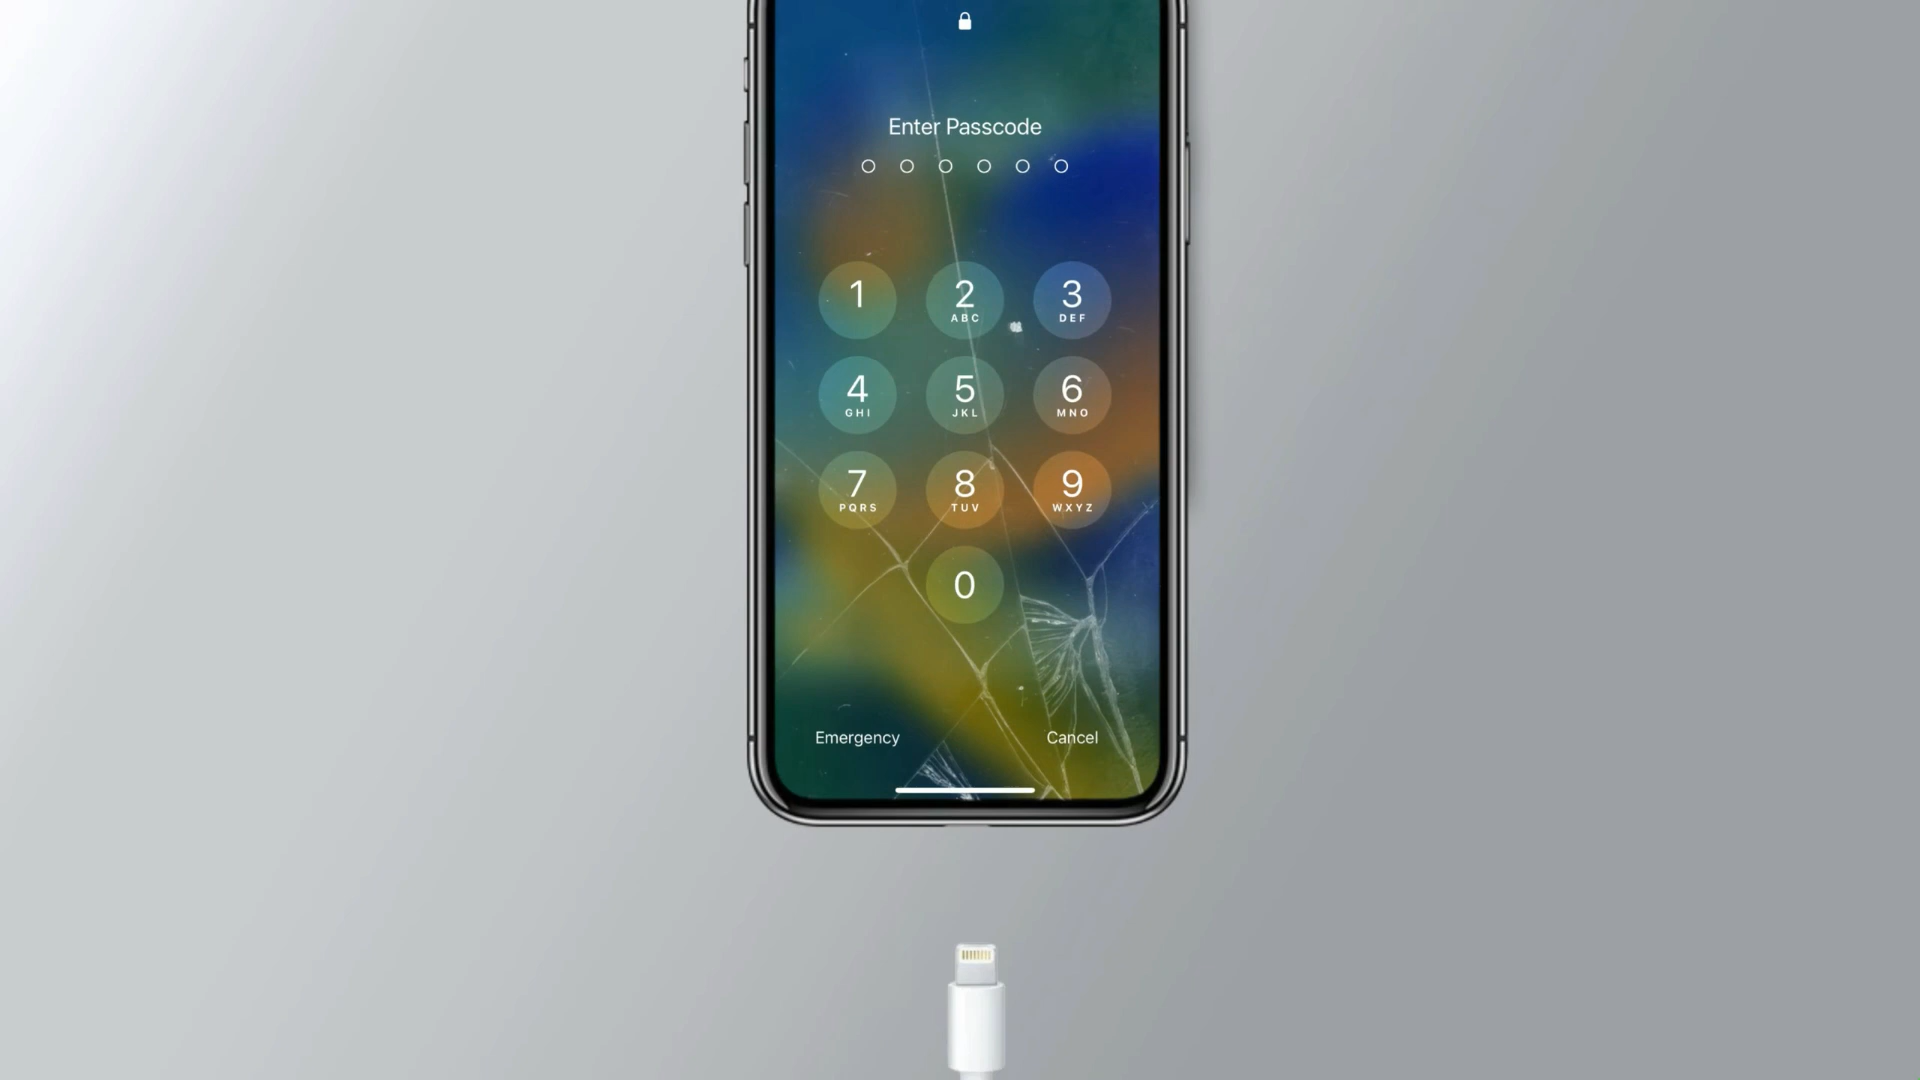 Enter Passcode
1 2 3
ABC DEF
4 5 6
GHI JKL MNO
7 8 9
PQRS TUV WXYZ
0
Emergency Cancel